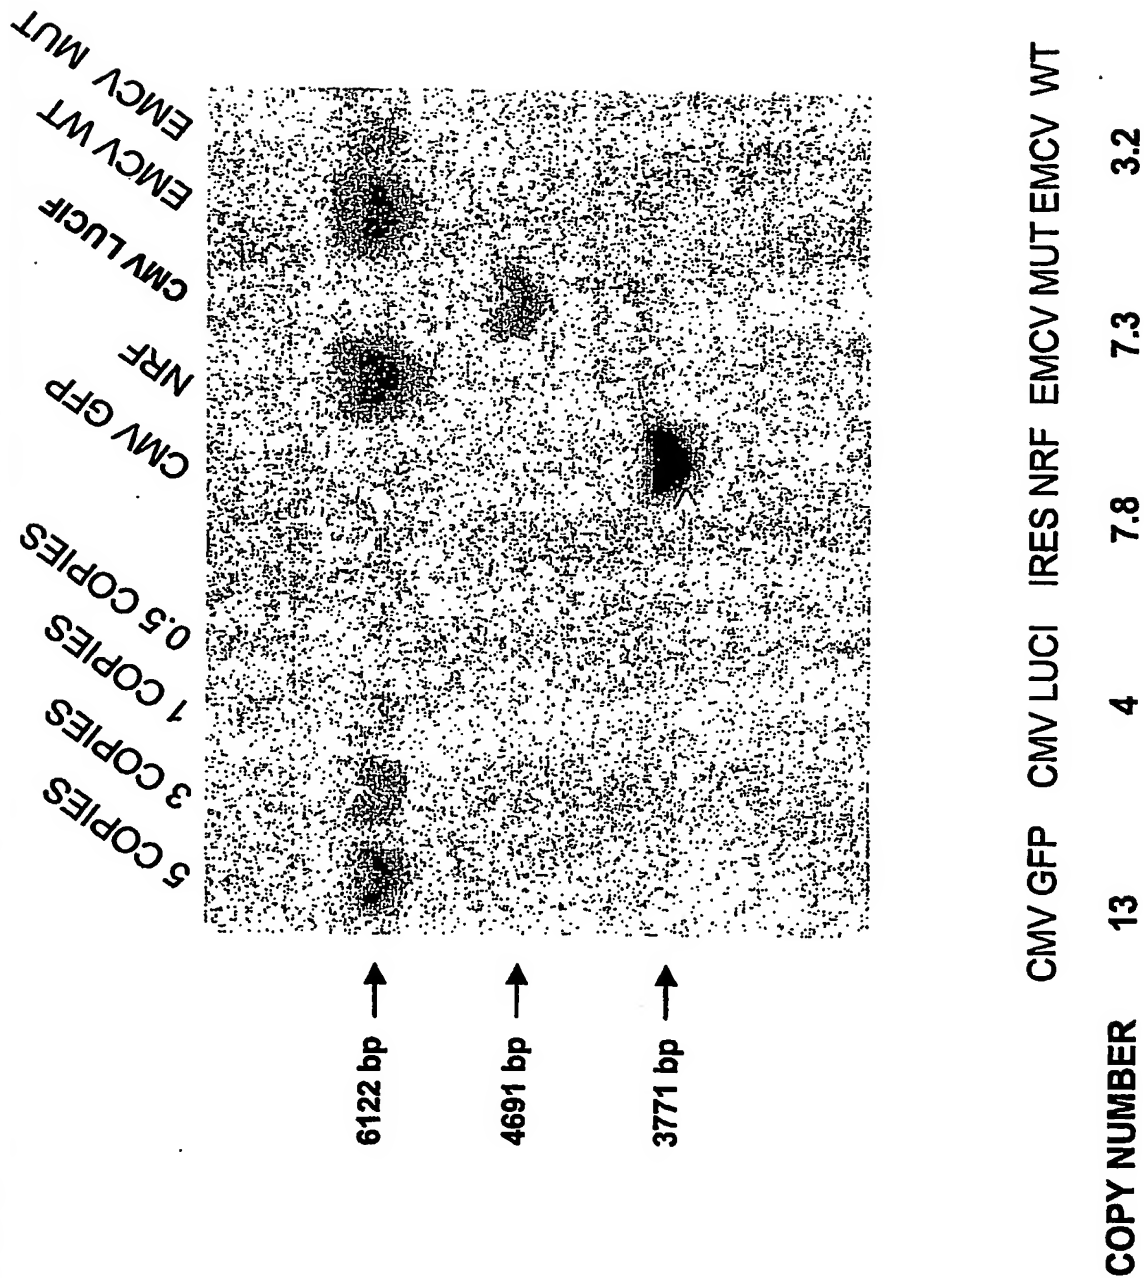 5 COPIES
3 COPIES
1 COPIES
0.5 COPIES
CMV GFP
NRF
CMV LUCIF
EMCV WT
EMCV MUT
6122 bp
4691 bp
3771 bp
CMV GFP CMV LUCI IRES NRF EMCV MUT EMCV WT
COPY NUMBER 13 4 7.8 7.3 3.2